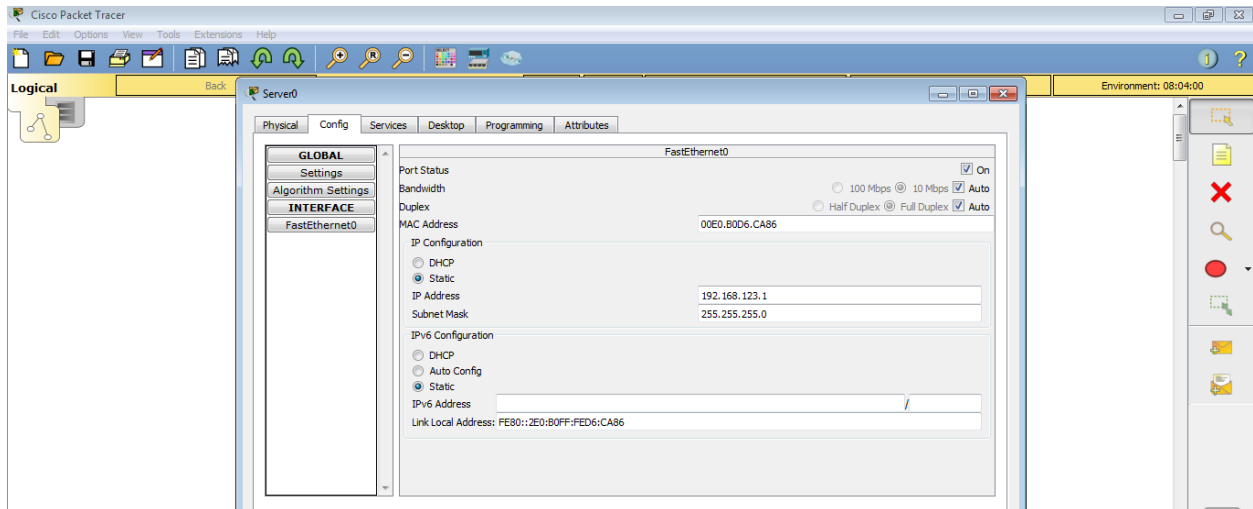 Cisco Packet Tracer
File Edit Options View Tools Extensions Help
Logical
Back
Environment: 08:04:00
Server0
Physical Config Services Desktop Programming Attributes
GLOBAL
Settings
Algorithm Settings
INTERFACE
FastEthernet0
FastEthernet0
Port Status On
Bandwidth 100 Mbps 10 Mbps Auto
Duplex Half Duplex Full Duplex Auto
MAC Address 00E0.B0D6.CA86
IP Configuration
DHCP
Static
IP Address 192.168.123.1
Subnet Mask 255.255.255.0
IPv6 Configuration
DHCP
Auto Config
Static
IPv6 Address /
Link Local Address: FE80::2E0:B0FF:FED6:CA86